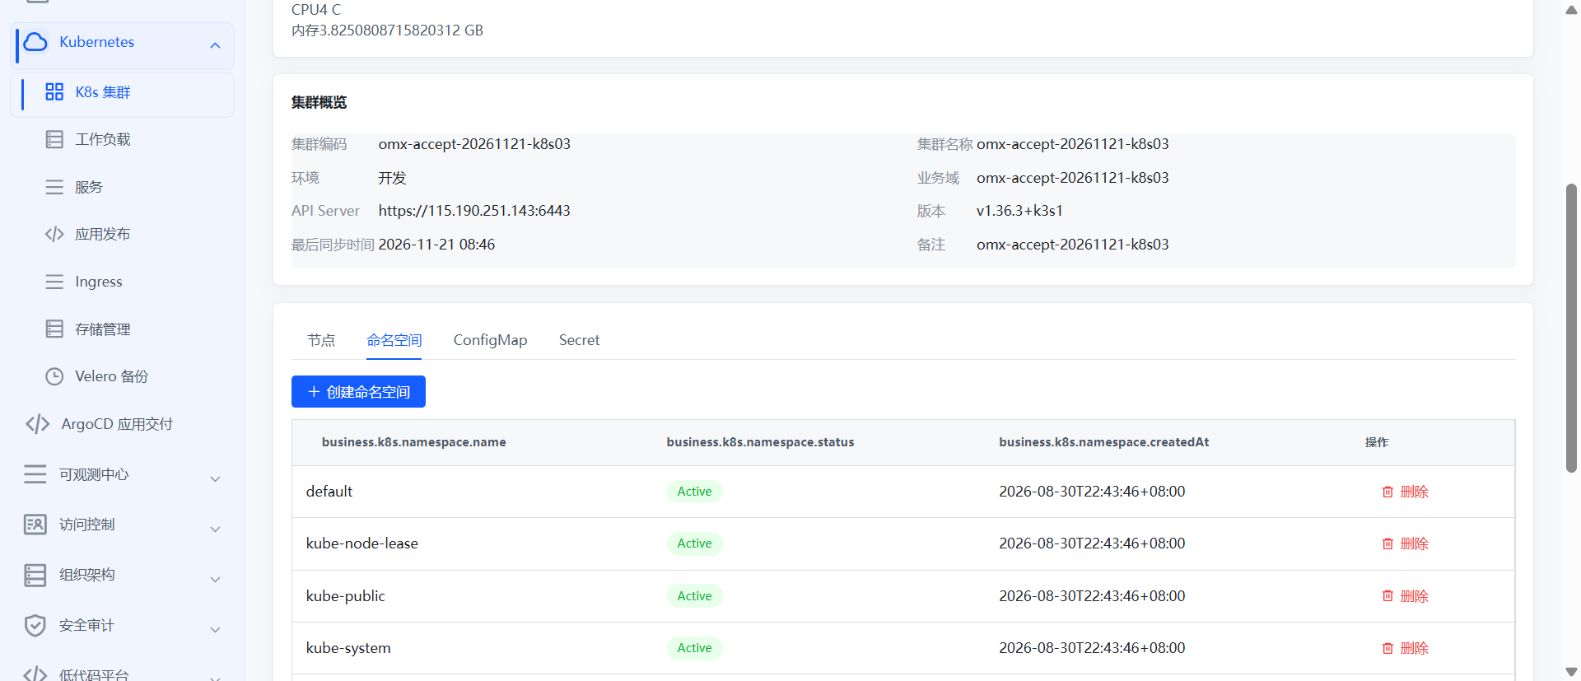 Kubernetes
K8s 集群
工作负载
服务
应用发布
Ingress
存储管理
Velero 备份
ArgoCD 应用交付
可观测中心
访问控制
组织架构
安全审计
低代码平台
CPU4 C
内存3.8250808715820312 GB
集群概览
集群编码 omx-accept-20261121-k8s03 集群名称 omx-accept-20261121-k8s03
环境 开发 业务域 omx-accept-20261121-k8s03
API Server https://115.190.251.143:6443 版本 v1.36.3+k3s1
最后同步时间 2026-11-21 08:46 备注 omx-accept-20261121-k8s03
节点 命名空间 ConfigMap Secret
+ 创建命名空间
business.k8s.namespace.name business.k8s.namespace.status business.k8s.namespace.createdAt 操作
default Active 2026-08-30T22:43:46+08:00 删除
kube-node-lease Active 2026-08-30T22:43:46+08:00 删除
kube-public Active 2026-08-30T22:43:46+08:00 删除
kube-system Active 2026-08-30T22:43:46+08:00 删除